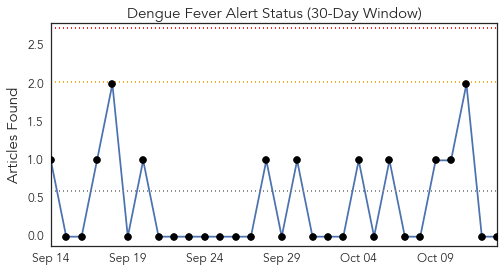 Dengue Fever Alert Status (30-Day Window)
Articles Found
2.5
2.0
1.5
1.0
0.5
0.0
Sep 14 Sep 19 Sep 24 Sep 29 Oct 04 Oct 09